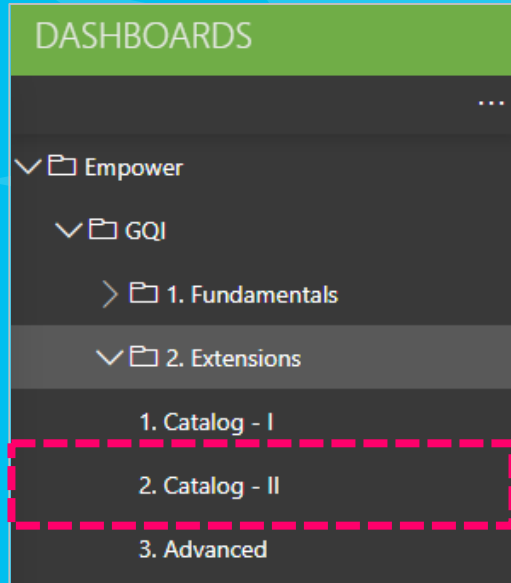 DASHBOARDS
...
Empower
GQI
1. Fundamentals
2. Extensions
1. Catalog - I
2. Catalog - II
3. Advanced